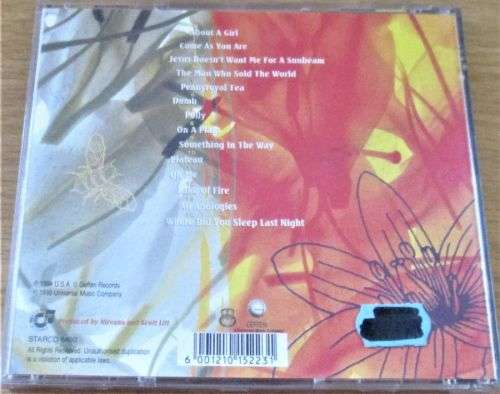 About A Girl
Come As You Are
Jesus Doesn't Want Me For A Sunbeam
The Man Who Sold The World
Pennyroyal Tea
Dumb
Polly
On A Plain
Something In The Way
Plateau
Oh Me
Lake of Fire
All Apologies
Where Did You Sleep Last Night
U.S.A. Geffen Records
Universal Music Company
Produced by Nirvana and Scott Litt
STARCD
All Rights Reserved. Unauthorised duplication
is a violation of applicable laws.
6 001210 152231